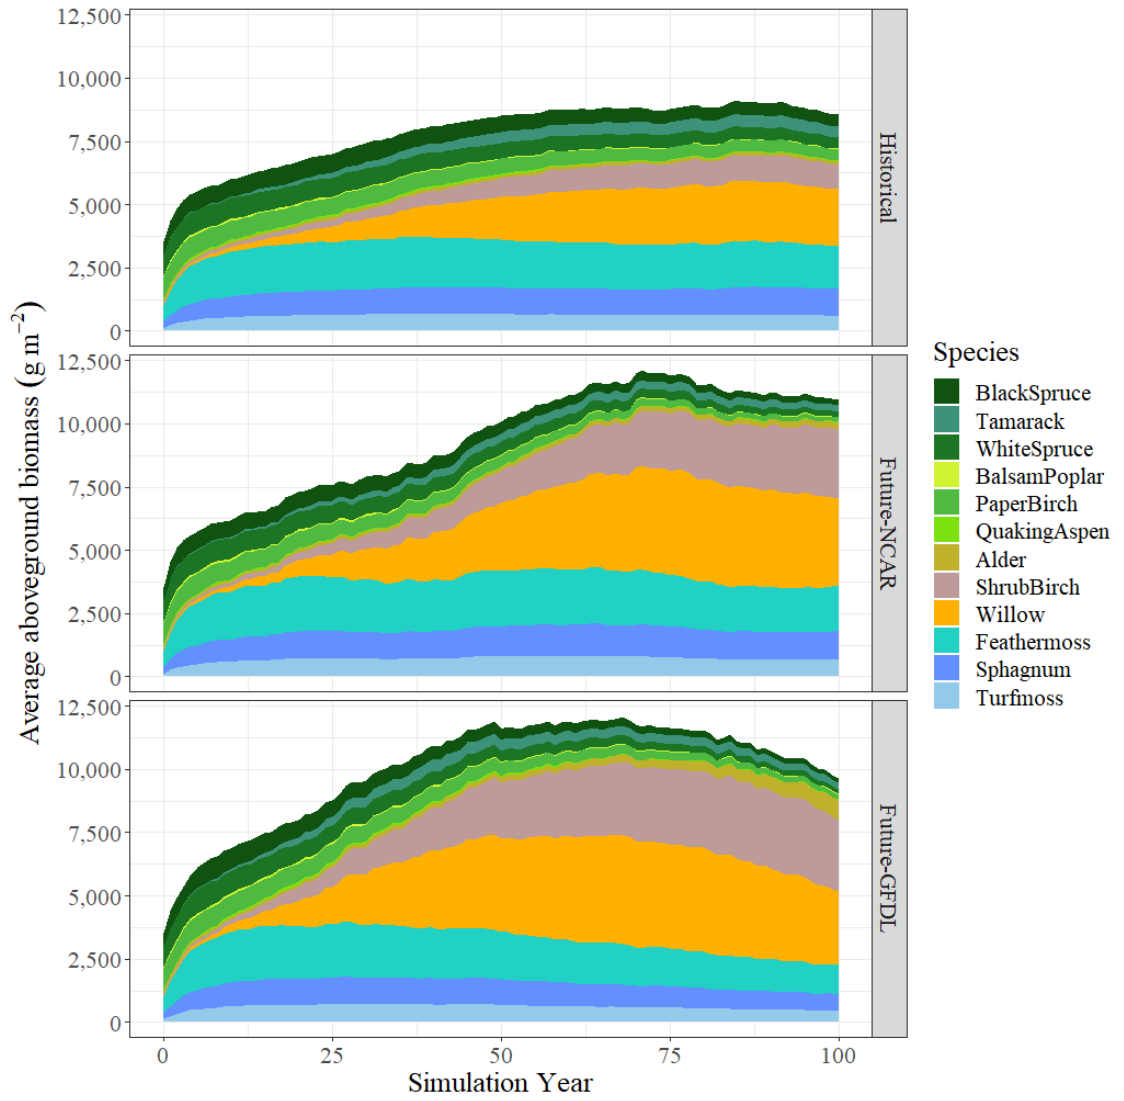 12,500
10,000
7,500
5,000
2,500
0
Historical
12,500
10,000
7,500
5,000
2,500
0
Future-NCAR
12,500
10,000
7,500
5,000
2,500
0
Future-GFDL
0 25 50 75 100
Simulation Year
Average aboveground biomass (g m⁻²)
Species
BlackSpruce
Tamarack
WhiteSpruce
BalsamPoplar
PaperBirch
QuakingAspen
Alder
ShrubBirch
Willow
Feathermoss
Sphagnum
Turfmoss